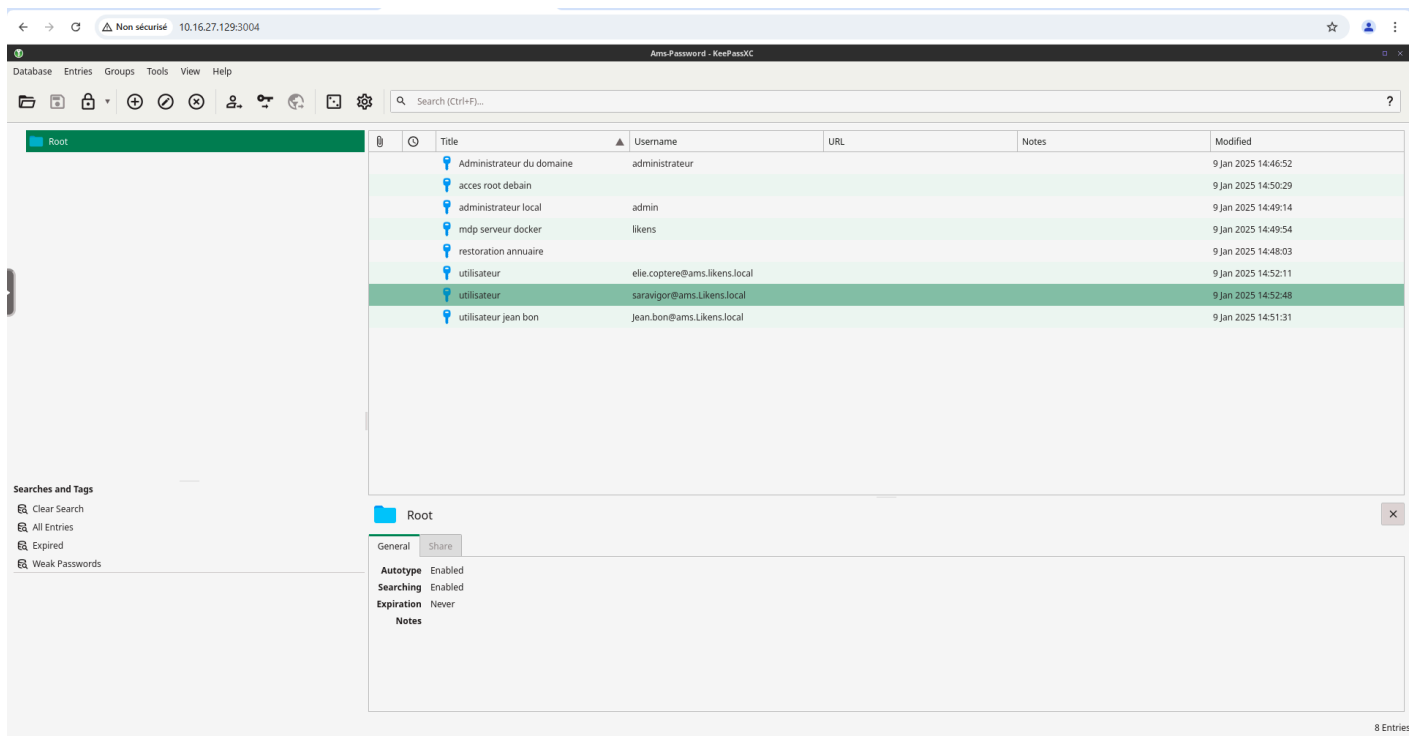 Non sécurisé 10.16.27.129:3004
Ams-Password - KeePassXC
Database Entries Groups Tools View Help
Search (Ctrl+F)... ?
Root
Title Username URL Notes Modified
Administrateur du domaine administrateur 9 Jan 2025 14:46:52
acces root debain 9 Jan 2025 14:50:29
administrateur local admin 9 Jan 2025 14:49:14
mdp serveur docker likens 9 Jan 2025 14:49:54
restoration annuaire 9 Jan 2025 14:48:03
utilisateur elie.coptere@ams.likens.local 9 Jan 2025 14:52:11
utilisateur saravigor@ams.Likens.local 9 Jan 2025 14:52:48
utilisateur jean bon Jean.bon@ams.Likens.local 9 Jan 2025 14:51:31
Searches and Tags
Clear Search
All Entries
Expired
Weak Passwords
Root
General Share
Autotype Enabled
Searching Enabled
Expiration Never
Notes
8 Entries